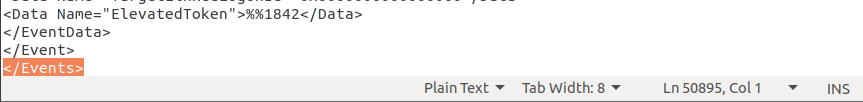 <Data Name="ElevatedToken">%%1842</Data>
</EventData>
</Event>
</Events>
Plain Text Tab Width: 8 Ln 50895, Col 1 INS